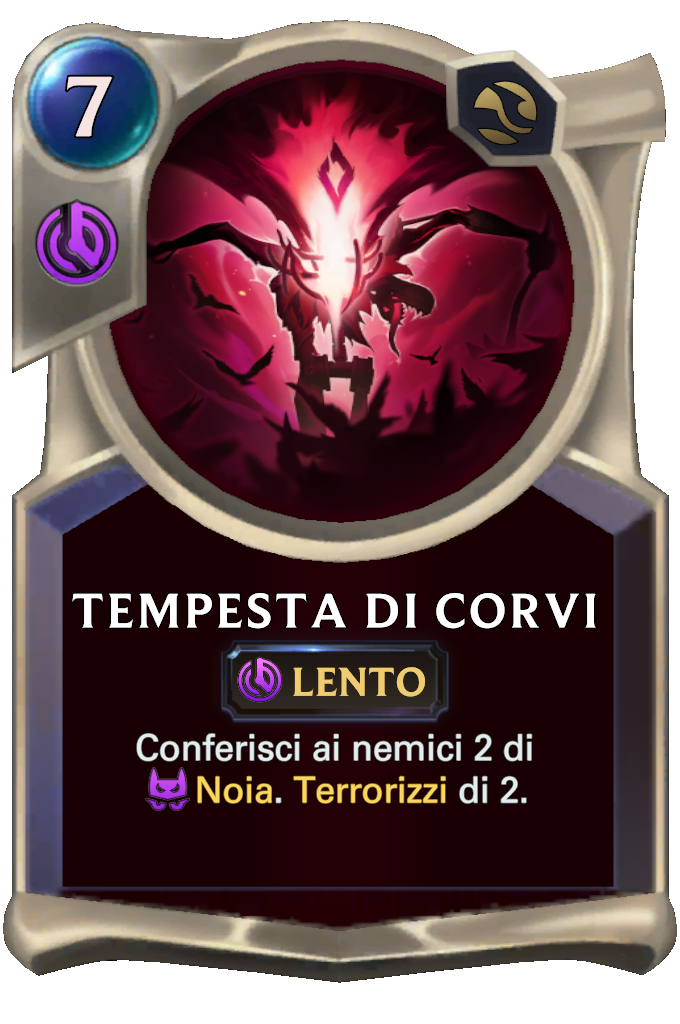 7
TEMPESTA DI CORVI
LENTO
Conferisci ai nemici 2 di
Noia. Terrorizzi di 2.